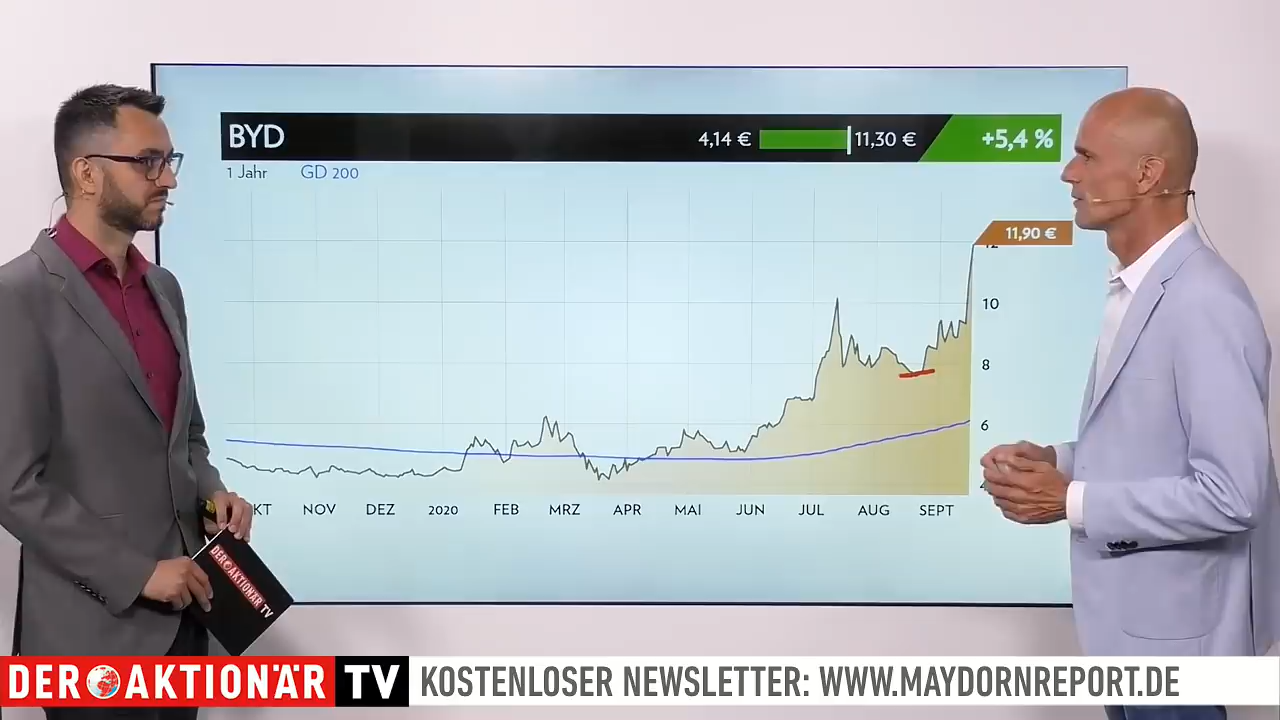 BYD
4,14 € 11,30 € +5,4 %
1 Jahr GD 200
11,90 €
10
8
6
KT NOV DEZ 2020 FEB MRZ APR MAI JUN JUL AUG SEPT
DER AKTIONÄR TV
DER AKTIONÄR TV KOSTENLOSER NEWSLETTER: WWW.MAYDORNREPORT.DE